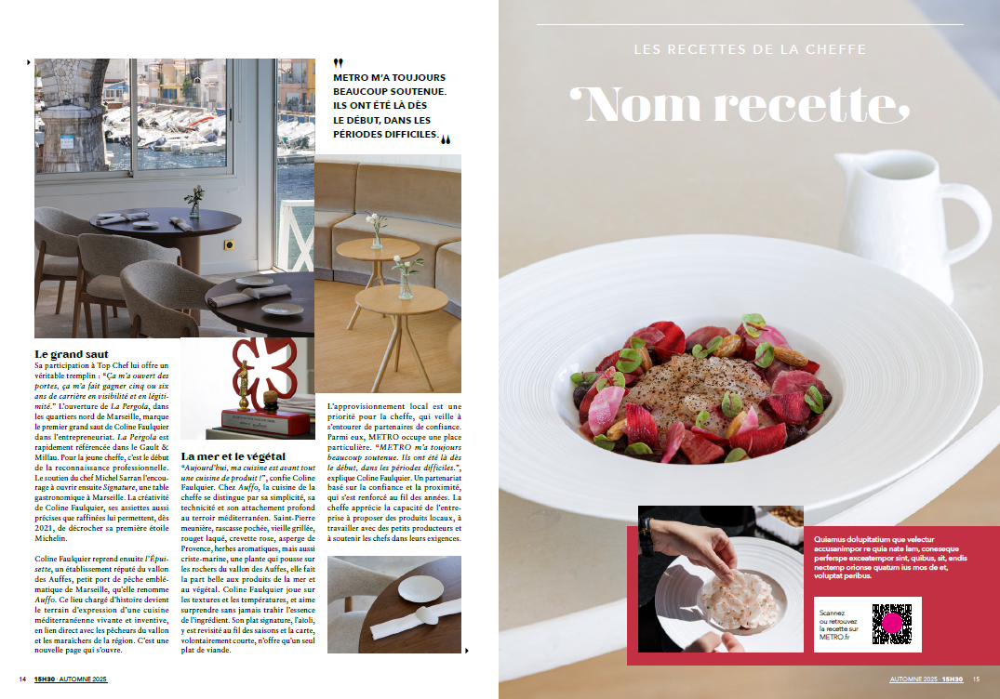 METRO M'A TOUJOURS
BEAUCOUP SOUTENUE.
ILS ONT ÉTÉ LÀ DÈS
LE DÉBUT, DANS LES
PÉRIODES DIFFICILES.
Le grand saut
Sa participation à Top Chef lui offre un
véritable tremplin : "Ça m'a ouvert des
portes, ça m'a fait gagner cinq ou six
ans de carrière en visibilité et en légiti-
mité." L'ouverture de La Pergola, dans
les quartiers nord de Marseille, marque
le premier grand saut de Coline Faulquier
dans l'entrepreneuriat. La Pergola est
rapidement référencée dans le Gault &
Millau. Pour la jeune cheffe, c'est le début
de la reconnaissance professionnelle.
Le soutien du chef Michel Sarran l'encou-
rage à ouvrir ensuite Signature, une table
gastronomique à Marseille. La créativité
de Coline Faulquier, ses assiettes aussi
précises que raffinées lui permettent, dès
2021, de décrocher sa première étoile
Michelin.
Coline Faulquier reprend ensuite l'Épui-
sette, un établissement réputé du vallon
des Auffes, petit port de pêche emblé-
matique de Marseille, qu'elle renomme
Auffo. Ce lieu chargé d'histoire devient
le terrain d'expression d'une cuisine
méditerranéenne vivante et inventive,
en lien direct avec les pêcheurs du vallon
et les maraîchers de la région. C'est une
nouvelle page qui s'ouvre.
La mer et le végétal
"Aujourd'hui, ma cuisine est avant tout
une cuisine de produit !", confie Coline
Faulquier. Chez Auffo, la cuisine de la
cheffe se distingue par sa simplicité, sa
technicité et son attachement profond
au terroir méditerranéen. Saint-Pierre
meunière, rascasse pochée, vieille grillée,
rouget laqué, crevette rose, asperge de
Provence, herbes aromatiques, mais aussi
criste-marine, une plante qui pousse sur
les rochers du vallon des Auffes, elle fait
la part belle aux produits de la mer et
au végétal. Coline Faulquier joue sur
les textures et les températures, et aime
surprendre sans jamais trahir l'essence
de l'ingrédient. Son plat signature, l'aïoli,
y est revisité au fil des saisons et la carte,
volontairement courte, n'offre qu'un seul
plat de viande.
L'approvisionnement local est une
priorité pour la cheffe, qui veille à
s'entourer de partenaires de confiance.
Parmi eux, METRO occupe une place
particulière. "METRO m'a toujours
beaucoup soutenue. Ils ont été là dès
le début, dans les périodes difficiles.",
explique Coline Faulquier. Un partenariat
basé sur la confiance et la proximité,
qui s'est renforcé au fil des années. La
cheffe apprécie la capacité de l'entre-
prise à proposer des produits locaux, à
travailler avec des petits producteurs et
à soutenir les chefs dans leurs exigences.
14 15H30 · AUTOMNE 2025
LES RECETTES DE LA CHEFFE
Nom recette
Quiamus dolupitatium que velectur
accusanimpor re quia nate lam, coneseque
perferspe exceatempor sint, quibus, sit, endis
nectemp orionse quatum ius mos de et,
voluptat peribus.
Scannez
ou retrouvez
la recette sur
METRO.fr
AUTOMNE 2025 · 15H30 15